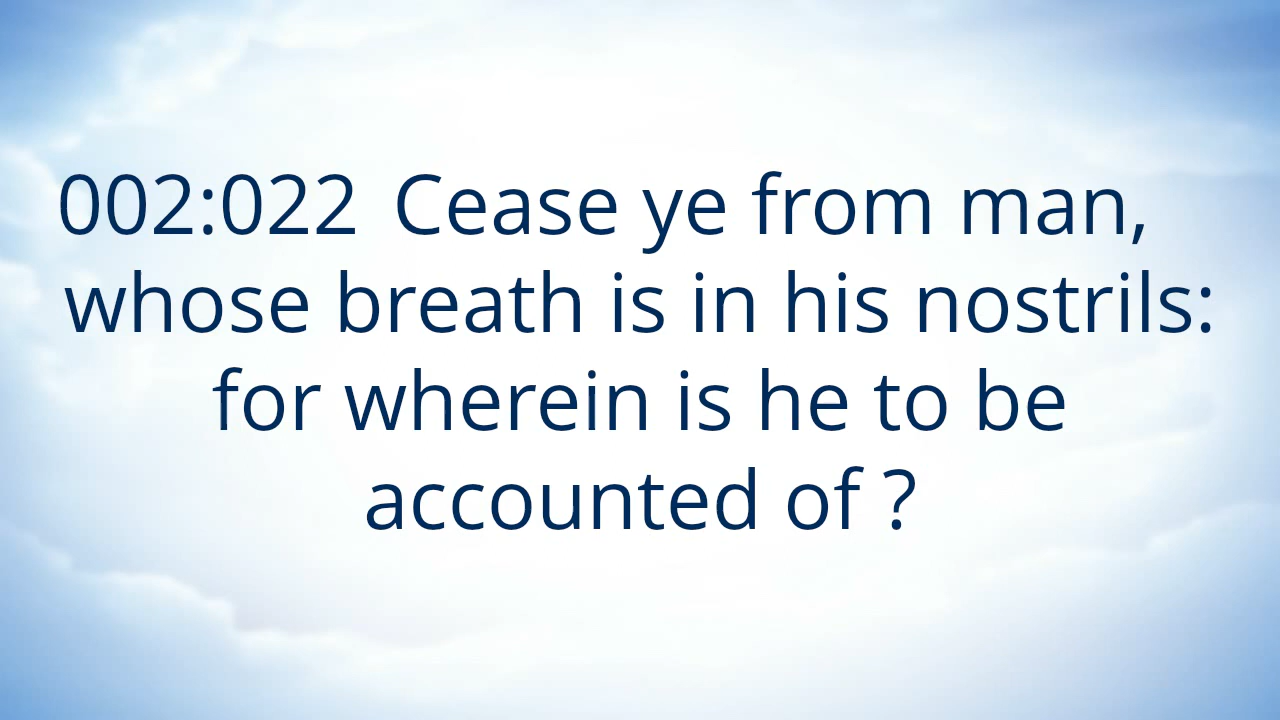 002:022 Cease ye from man,
whose breath is in his nostrils:
for wherein is he to be
accounted of ?